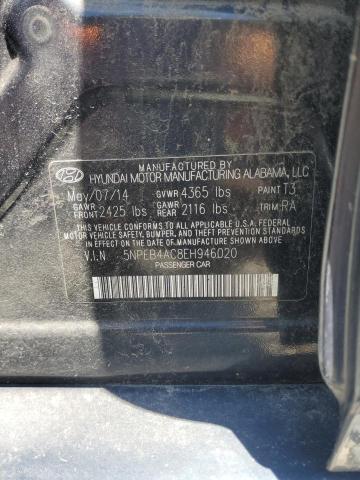 MANUFACTURED BY
HYUNDAI MOTOR MANUFACTURING ALABAMA, LLC
May/07/14 GVWR 4365 lbs PAINT T3
GAWR FRONT 2425 lbs GAWR REAR 2116 lbs TRIM RA
THIS VEHICLE CONFORMS TO ALL APPLICABLE U.S.A FEDERAL
MOTOR VEHICLE SAFETY, BUMPER, AND THEFT PREVENTION
STANDARDS IN EFFECT ON THE DATE OF MANUFACTURE SHOWN ABOVE.
V.I.N 5NPEB4AC8EH946020
PASSENGER CAR